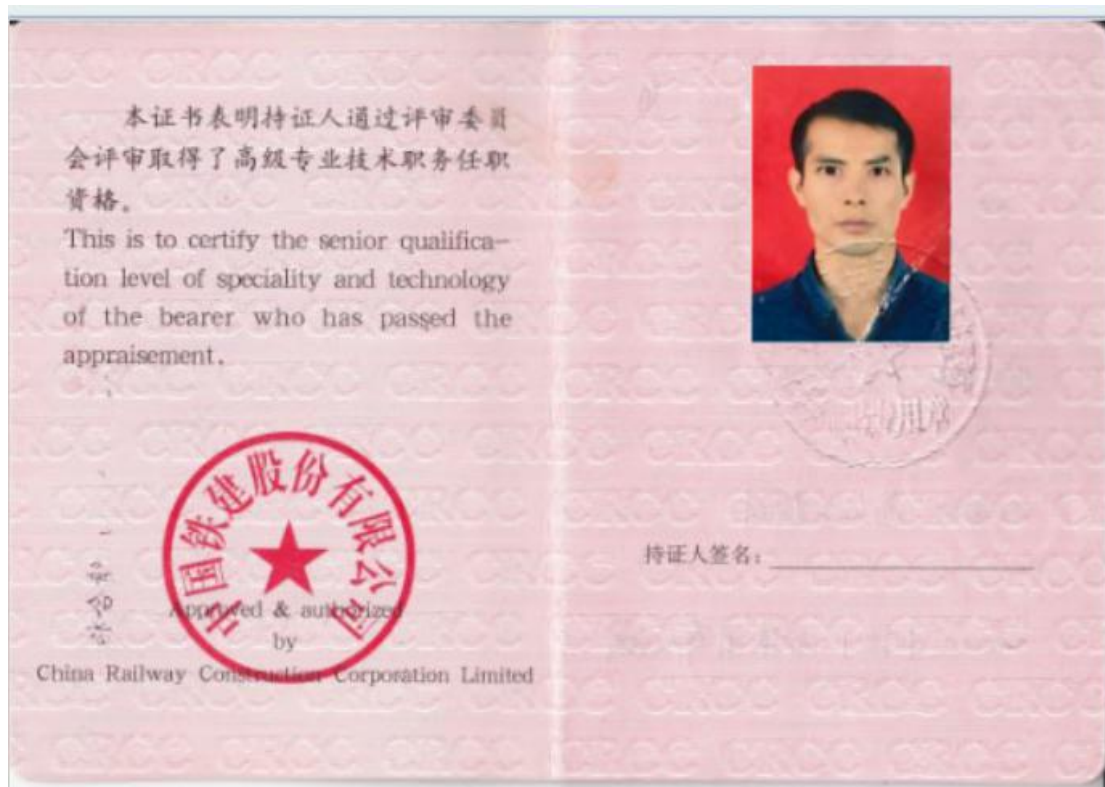 本证书表明持证人通过评审委员
会评审取得了高级专业技术职务任职
资格。
This is to certify the senior qualifica-
tion level of speciality and technology
of the bearer who has passed the
appraisement.
中国铁建股份有限公司
Approved & authorized
by
China Railway Construction Corporation Limited
持证人签名:
CRCC